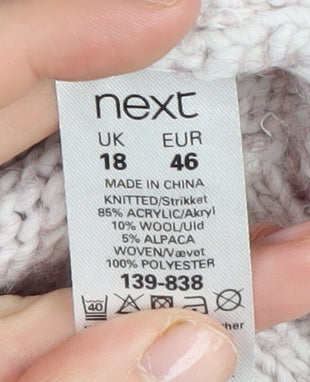 next
UK EUR
18 46
MADE IN CHINA
KNITTED/Strikket
85% ACRYLIC/Akryl
10% WOOL/Uld
5% ALPACA
WOVEN/Vævet
100% POLYESTER
139-838
40